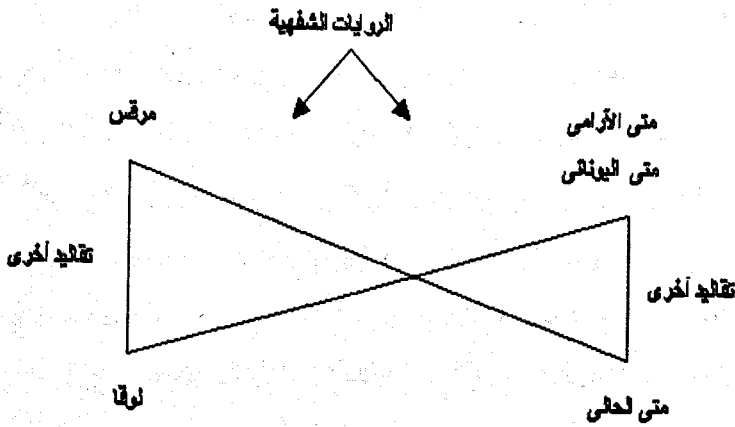 الروايات الشفهية
مرقس
متى الآرامى
متى اليونانى
تقاليد أخرى
تقاليد أخرى
لوقا
متى الحالى